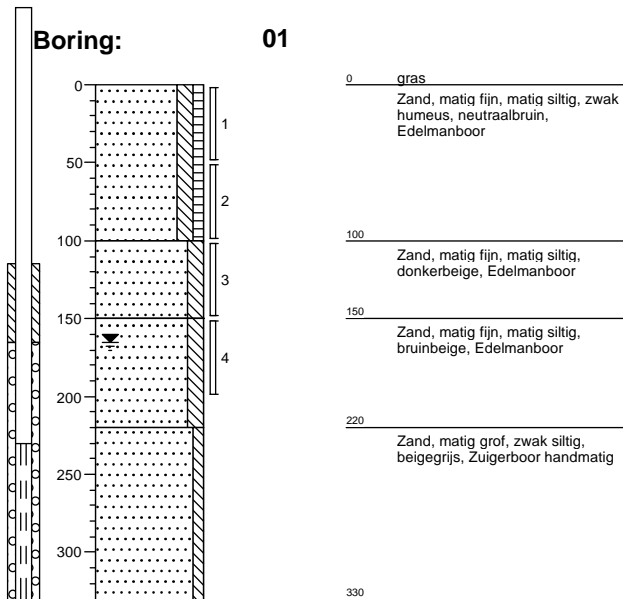 Boring: 01
0
50
100
150
200
250
300
1
2
3
4
0 gras
Zand, matig fijn, matig siltig, zwak
humeus, neutraalbruin,
Edelmanboor
100
Zand, matig fijn, matig siltig,
donkerbeige, Edelmanboor
150
Zand, matig fijn, matig siltig,
bruinbeige, Edelmanboor
220
Zand, matig grof, zwak siltig,
beigegrijs, Zuigerboor handmatig
330